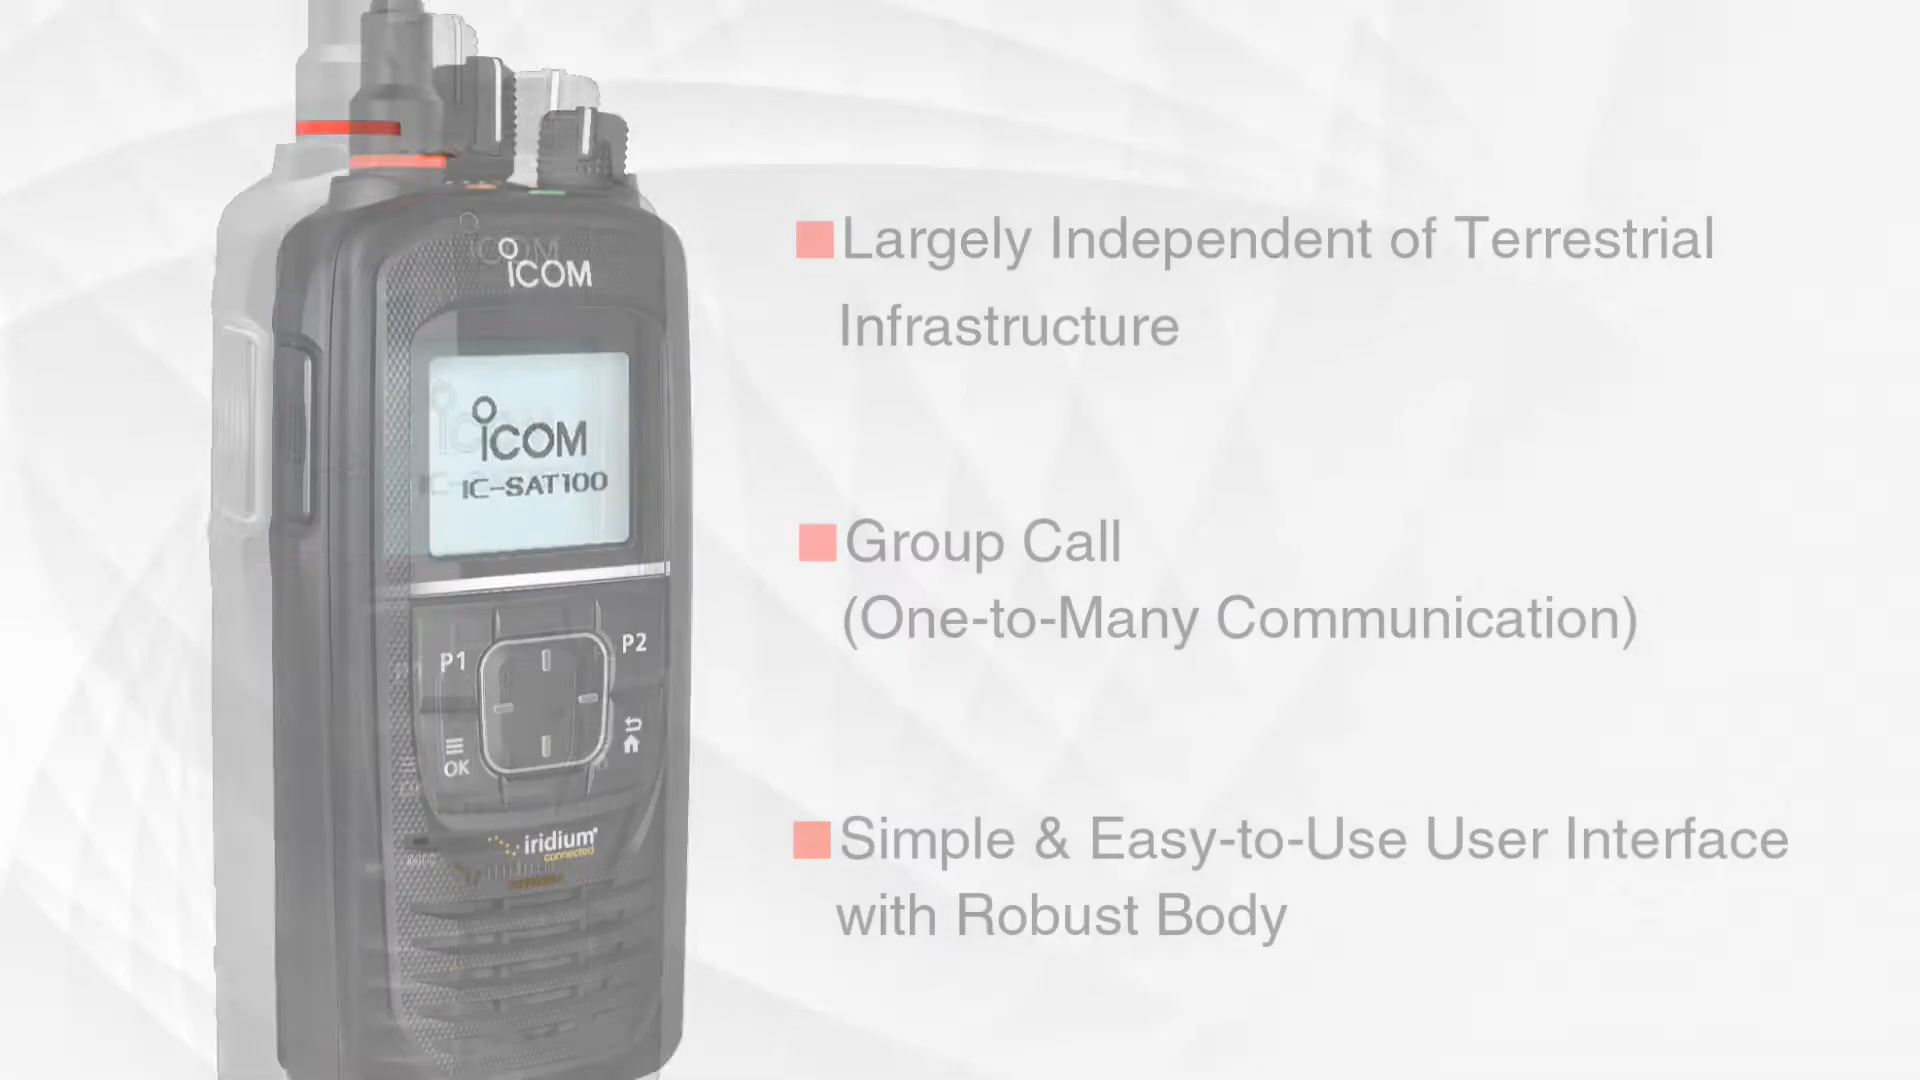 ICOM
ICOM
IC-SAT100
P1
P2
OK
iridium
connected
Largely Independent of Terrestrial
Infrastructure
Group Call
(One-to-Many Communication)
Simple & Easy-to-Use User Interface
with Robust Body